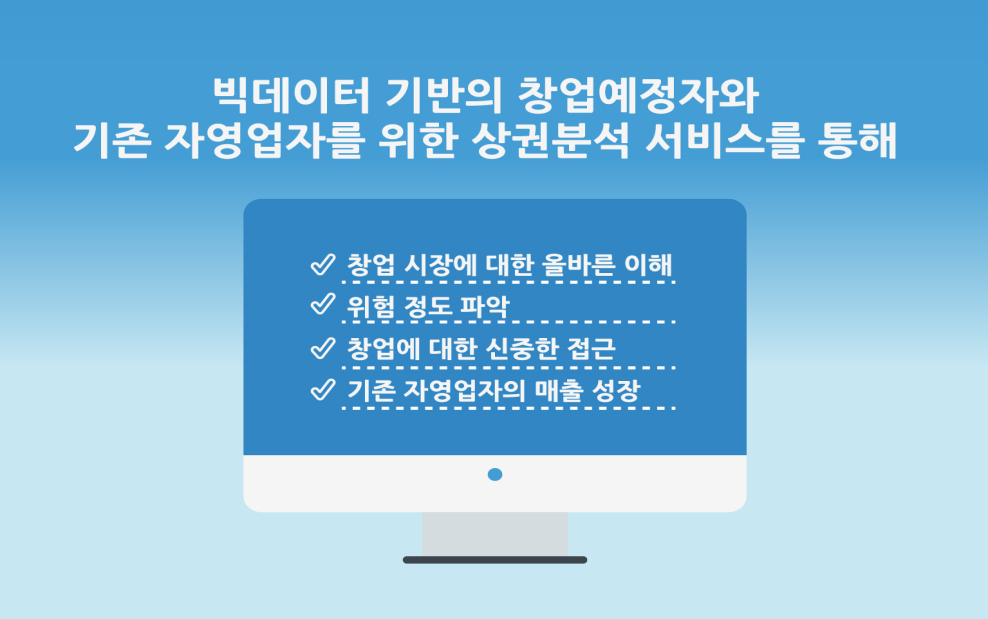 빅데이터 기반의 창업예정자와
기존 자영업자를 위한 상권분석 서비스를 통해
창업 시장에 대한 올바른 이해
위험 정도 파악
창업에 대한 신중한 접근
기존 자영업자의 매출 성장